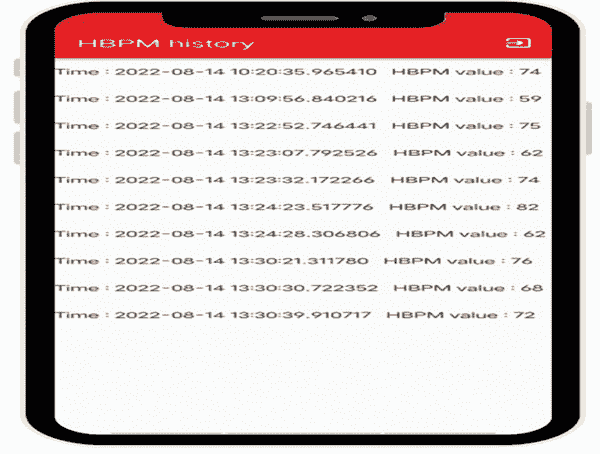 HBPM history
Time : 2022-08-14 10:20:35.965410 HBPM value : 74
Time : 2022-08-14 13:09:56.840216 HBPM value : 59
Time : 2022-08-14 13:22:52.746441 HBPM value : 75
Time : 2022-08-14 13:23:07.792526 HBPM value : 62
Time : 2022-08-14 13:23:32.172266 HBPM value : 74
Time : 2022-08-14 13:24:23.517776 HBPM value : 82
Time : 2022-08-14 13:24:28.306806 HBPM value : 62
Time : 2022-08-14 13:30:21.311780 HBPM value : 76
Time : 2022-08-14 13:30:30.722352 HBPM value : 68
Time : 2022-08-14 13:30:39.910717 HBPM value : 72